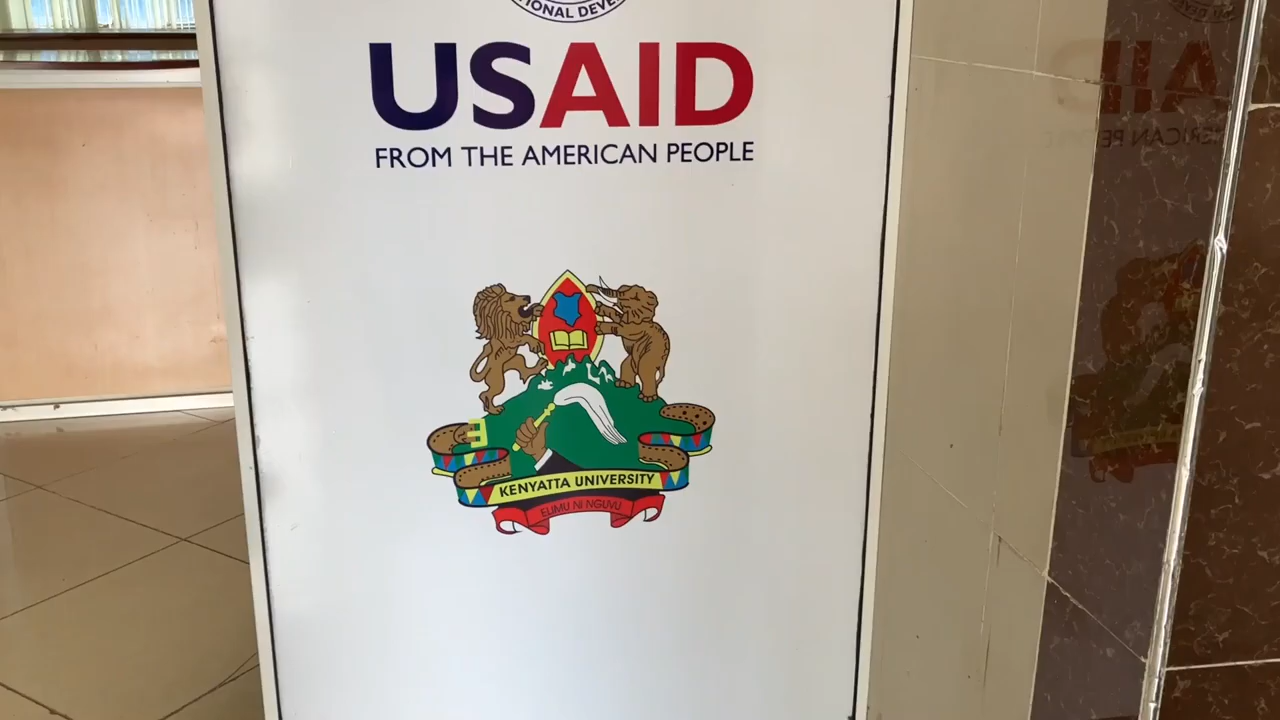 USAID
FROM THE AMERICAN PEOPLE
KENYATTA UNIVERSITY
ELIMU NI NGUVU